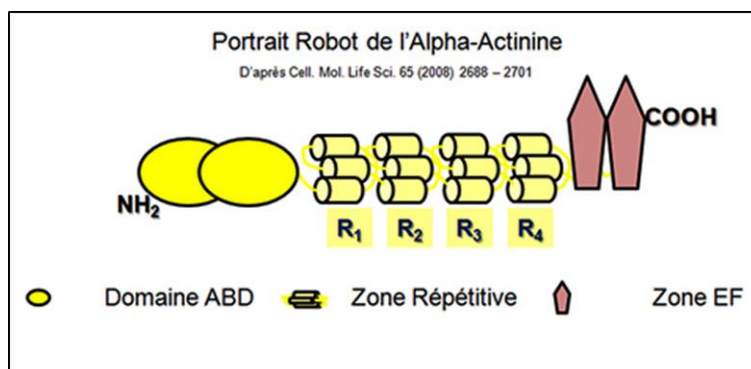 Portrait Robot de l'Alpha-Actinine
D'après Cell. Mol. Life Sci. 65 (2008) 2688 – 2701
COOH
NH₂
R₁ R₂ R₃ R₄
Domaine ABD Zone Répétitive Zone EF